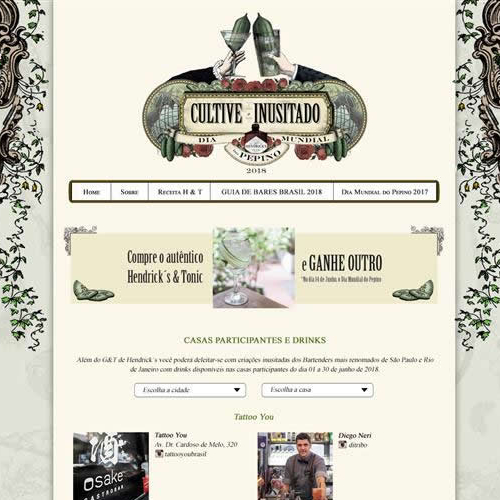 CULTIVE O INUSITADO
DIA MUNDIAL
HENDRICK'S
DO PEPINO
2018
Home
Sobre
Receita H & T
GUIA DE BARES BRASIL 2018
Dia Mundial do Pepino 2017
Compre o autêntico
Hendrick´s & Tonic
e GANHE OUTRO
*No dia 14 de Junho, o Dia Mundial do Pepino
CASAS PARTICIPANTES E DRINKS
Além do G&T de Hendrick´s você poderá deleitar-se com criações inusitadas dos Bartenders mais renomados de São Paulo e Rio
de Janeiro com drinks disponíveis nas casas participantes do dia 01 a 30 de junho de 2018.
Escolha a cidade
Escolha a casa
Tattoo You
Tattoo You
Av. Dr. Cardoso de Melo, 320
tattooyoubrasil
Diego Neri
ditribo
酒
osake
GASTROBAR